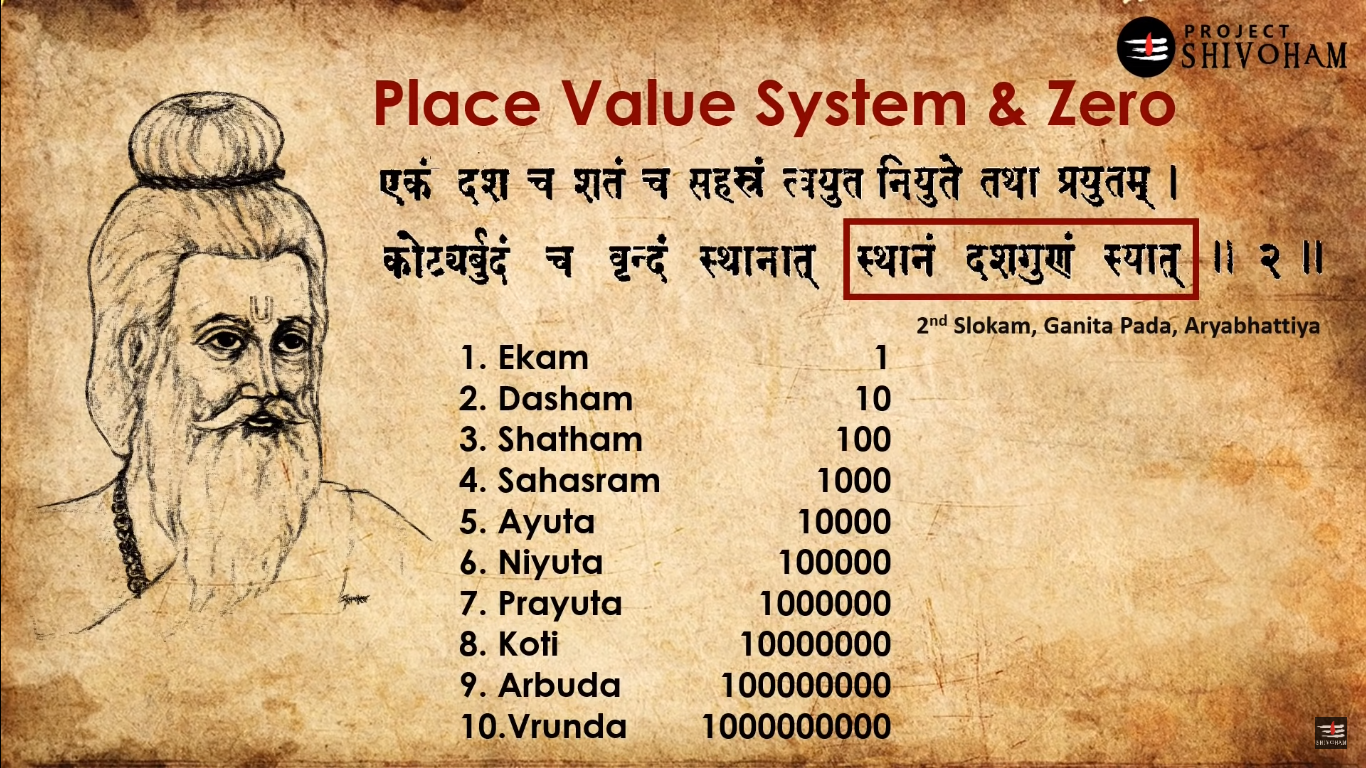 PROJECT
SHIVOHAM
Place Value System & Zero
एकं दश च शतं च सहस्रं त्वयुत नियुते तथा प्रयुतम् ।
कोट्यर्बुदं च वृन्दं स्थानात् स्थानं दशगुणं स्यात् ॥ २ ॥
2nd Slokam, Ganita Pada, Aryabhattiya
1. Ekam 1
2. Dasham 10
3. Shatham 100
4. Sahasram 1000
5. Ayuta 10000
6. Niyuta 100000
7. Prayuta 1000000
8. Koti 10000000
9. Arbuda 100000000
10.Vrunda 1000000000
SHIVOHAM